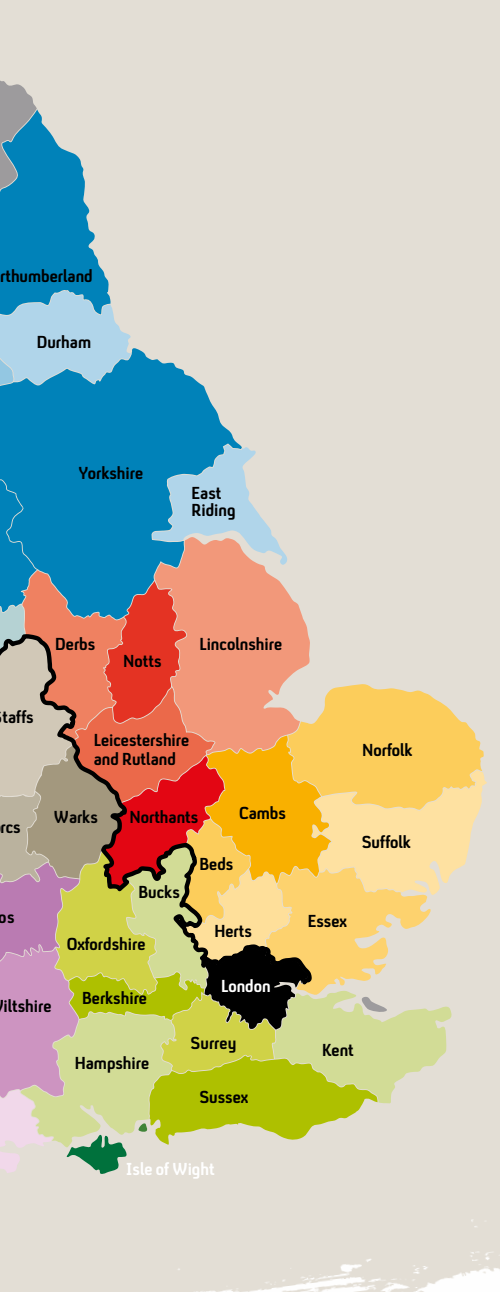 rthumberland
Durham
Yorkshire
East
Riding
Derbs
Lincolnshire
Notts
Staffs
Leicestershire
and Rutland
Norfolk
Cambs
Northants
Warks
rcs
Suffolk
Beds
Bucks
os
Essex
Herts
Oxfordshire
London
Berkshire
Wiltshire
Surrey
Kent
Hampshire
Sussex
Isle of Wight